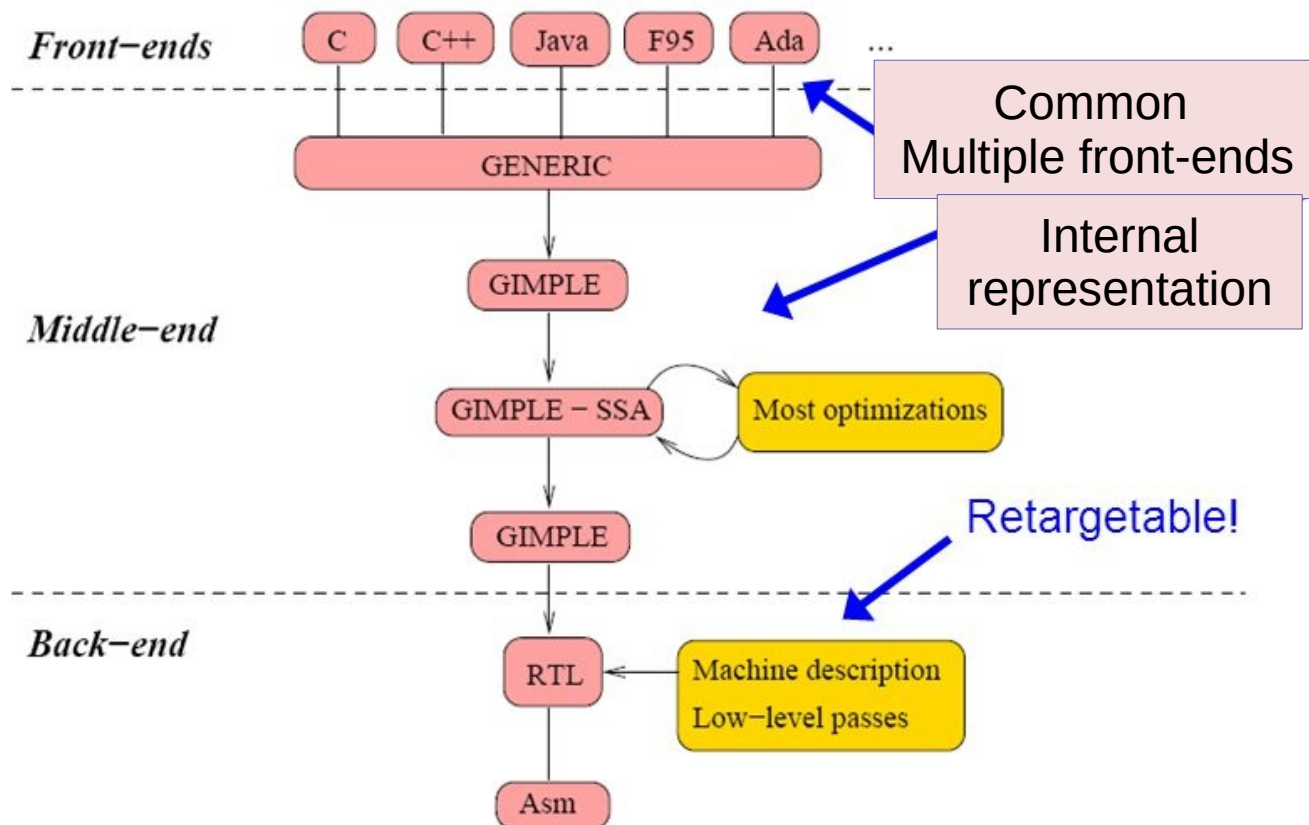 Front−ends
C
C++
Java
F95
Ada
...
Common
Multiple front-ends
GENERIC
Internal
representation
GIMPLE
Middle−end
GIMPLE − SSA
Most optimizations
GIMPLE
Retargetable!
Back−end
RTL
Machine description
Low−level passes
Asm